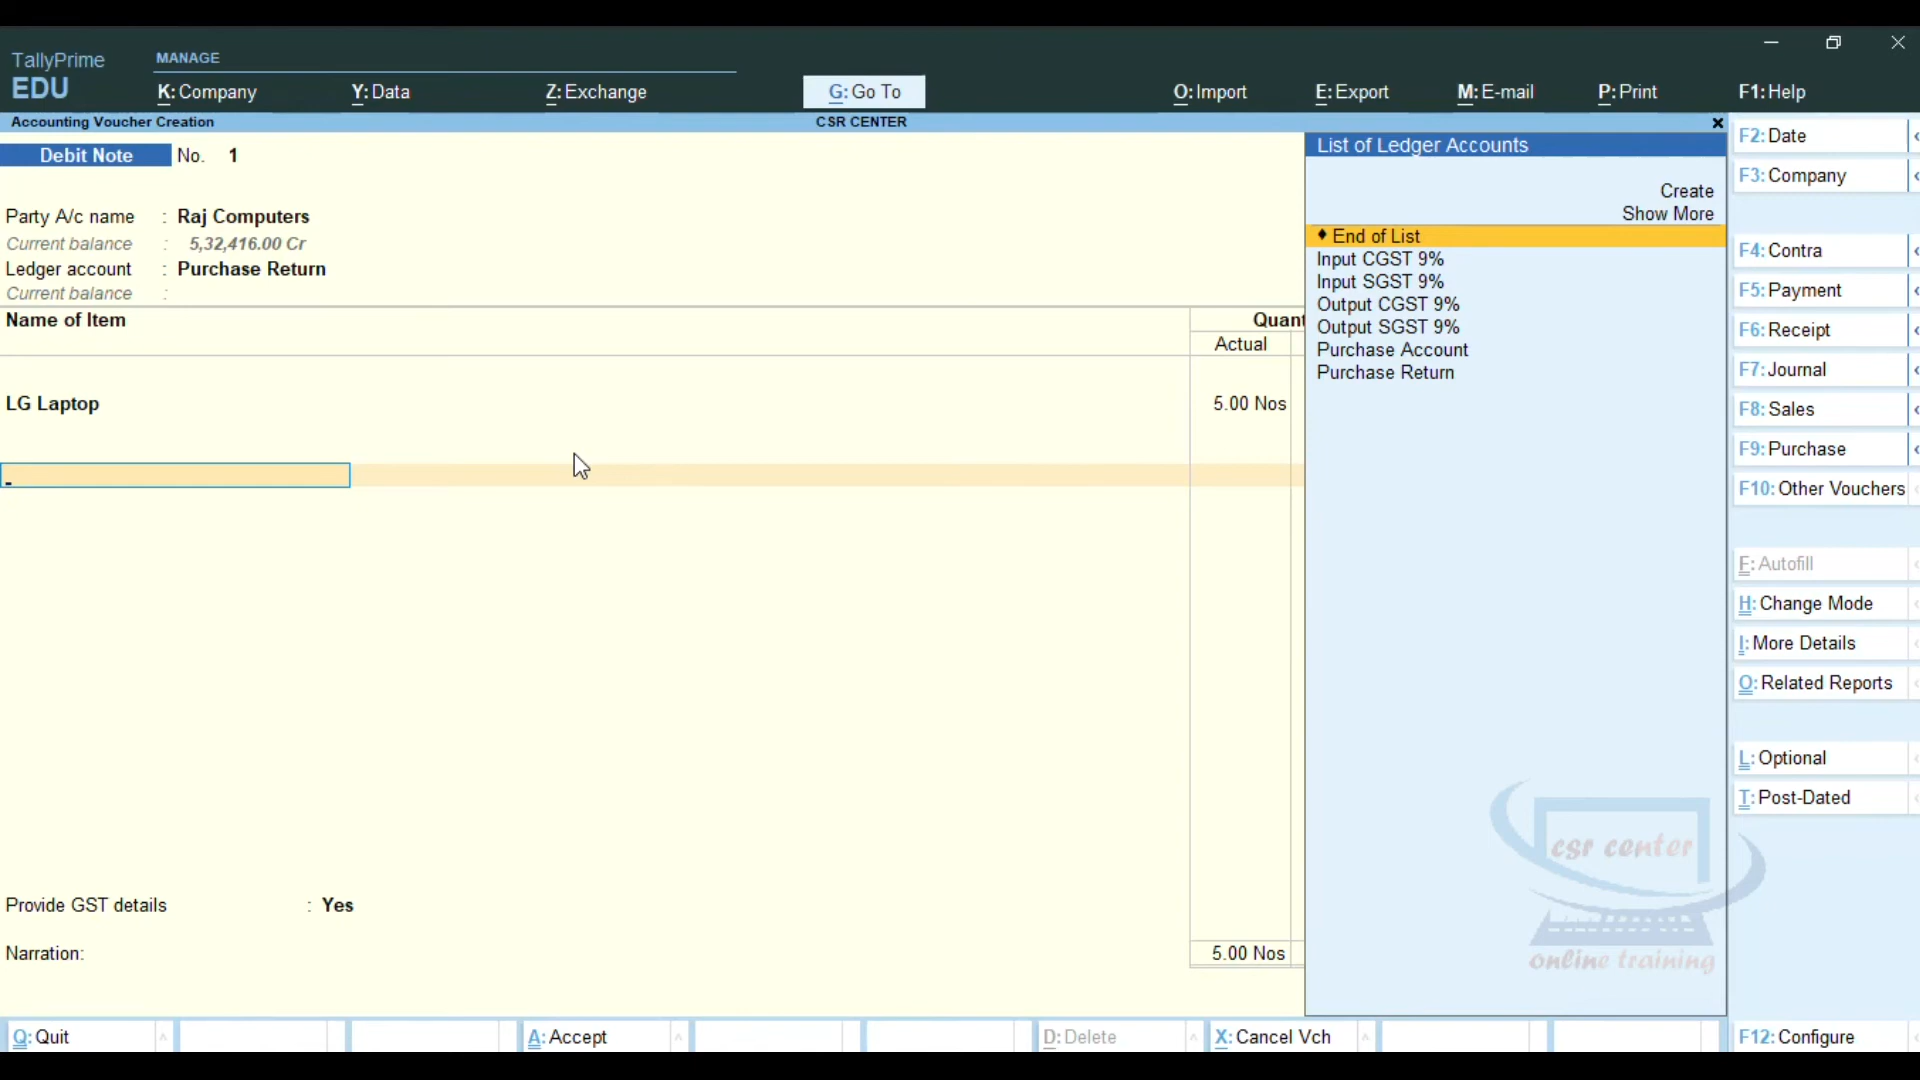 TallyPrime
EDU
MANAGE
K: Company
Y: Data
Z: Exchange
G: Go To
O: Import
E: Export
M: E-mail
P: Print
F1: Help
Accounting Voucher Creation
CSR CENTER
Debit Note No. 1
Party A/c name : Raj Computers
Current balance : 5,32,416.00 Cr
Ledger account : Purchase Return
Current balance :
Name of Item
Quant
Actual
LG Laptop
5.00 Nos
Provide GST details : Yes
Narration:
5.00 Nos
List of Ledger Accounts
Create
Show More
♦ End of List
Input CGST 9%
Input SGST 9%
Output CGST 9%
Output SGST 9%
Purchase Account
Purchase Return
csr center
online training
F2: Date
F3: Company
F4: Contra
F5: Payment
F6: Receipt
F7: Journal
F8: Sales
F9: Purchase
F10: Other Vouchers
F: Autofill
H: Change Mode
I: More Details
O: Related Reports
L: Optional
T: Post-Dated
F12: Configure
Q: Quit
A: Accept
D: Delete
X: Cancel Vch